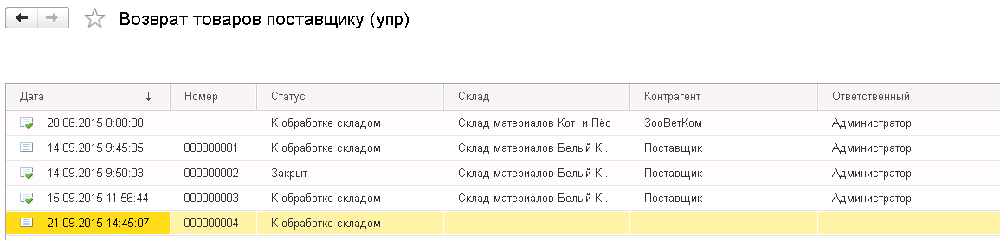 Возврат товаров поставщику (упр)
Дата ↓ Номер Статус Склад Контрагент Ответственный
20.06.2015 0:00:00 К обработке складом Склад материалов Кот и Пёс ЗооВетКом Администратор
14.09.2015 9:45:05 000000001 К обработке складом Склад материалов Белый К... Поставщик Администратор
14.09.2015 9:50:03 000000002 Закрыт Склад материалов Белый К... Поставщик Администратор
15.09.2015 11:56:44 000000003 К обработке складом Склад материалов Белый К... Поставщик Администратор
21.09.2015 14:45:07 000000004 К обработке складом